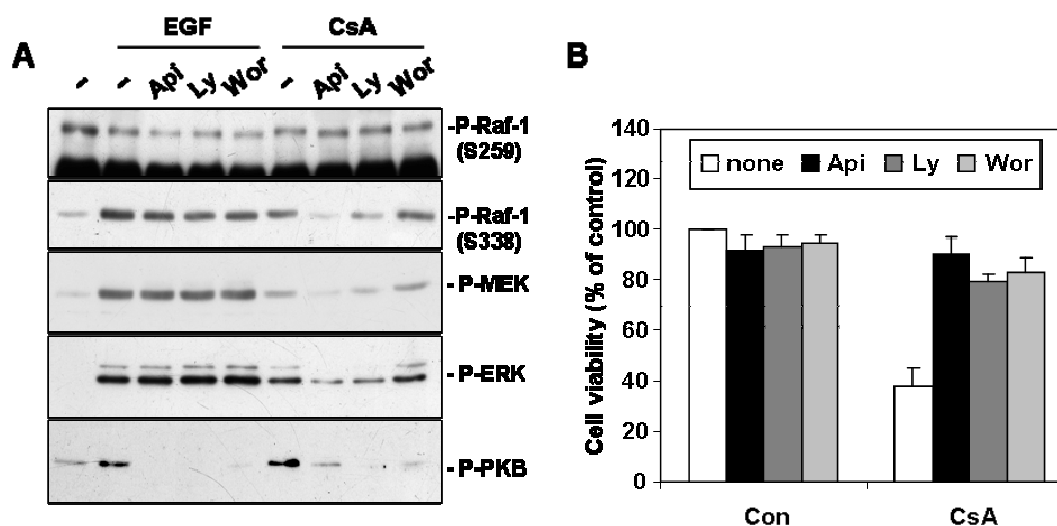 A
EGF CsA
- - Api Ly Wor - Api Ly Wor
-P-Raf-1
(S259)
-P-Raf-1
(S338)
- P-MEK
- P-ERK
- P-PKB
B
Cell viability (% of control)
140
120
100
80
60
40
20
0
none Api Ly Wor
Con CsA